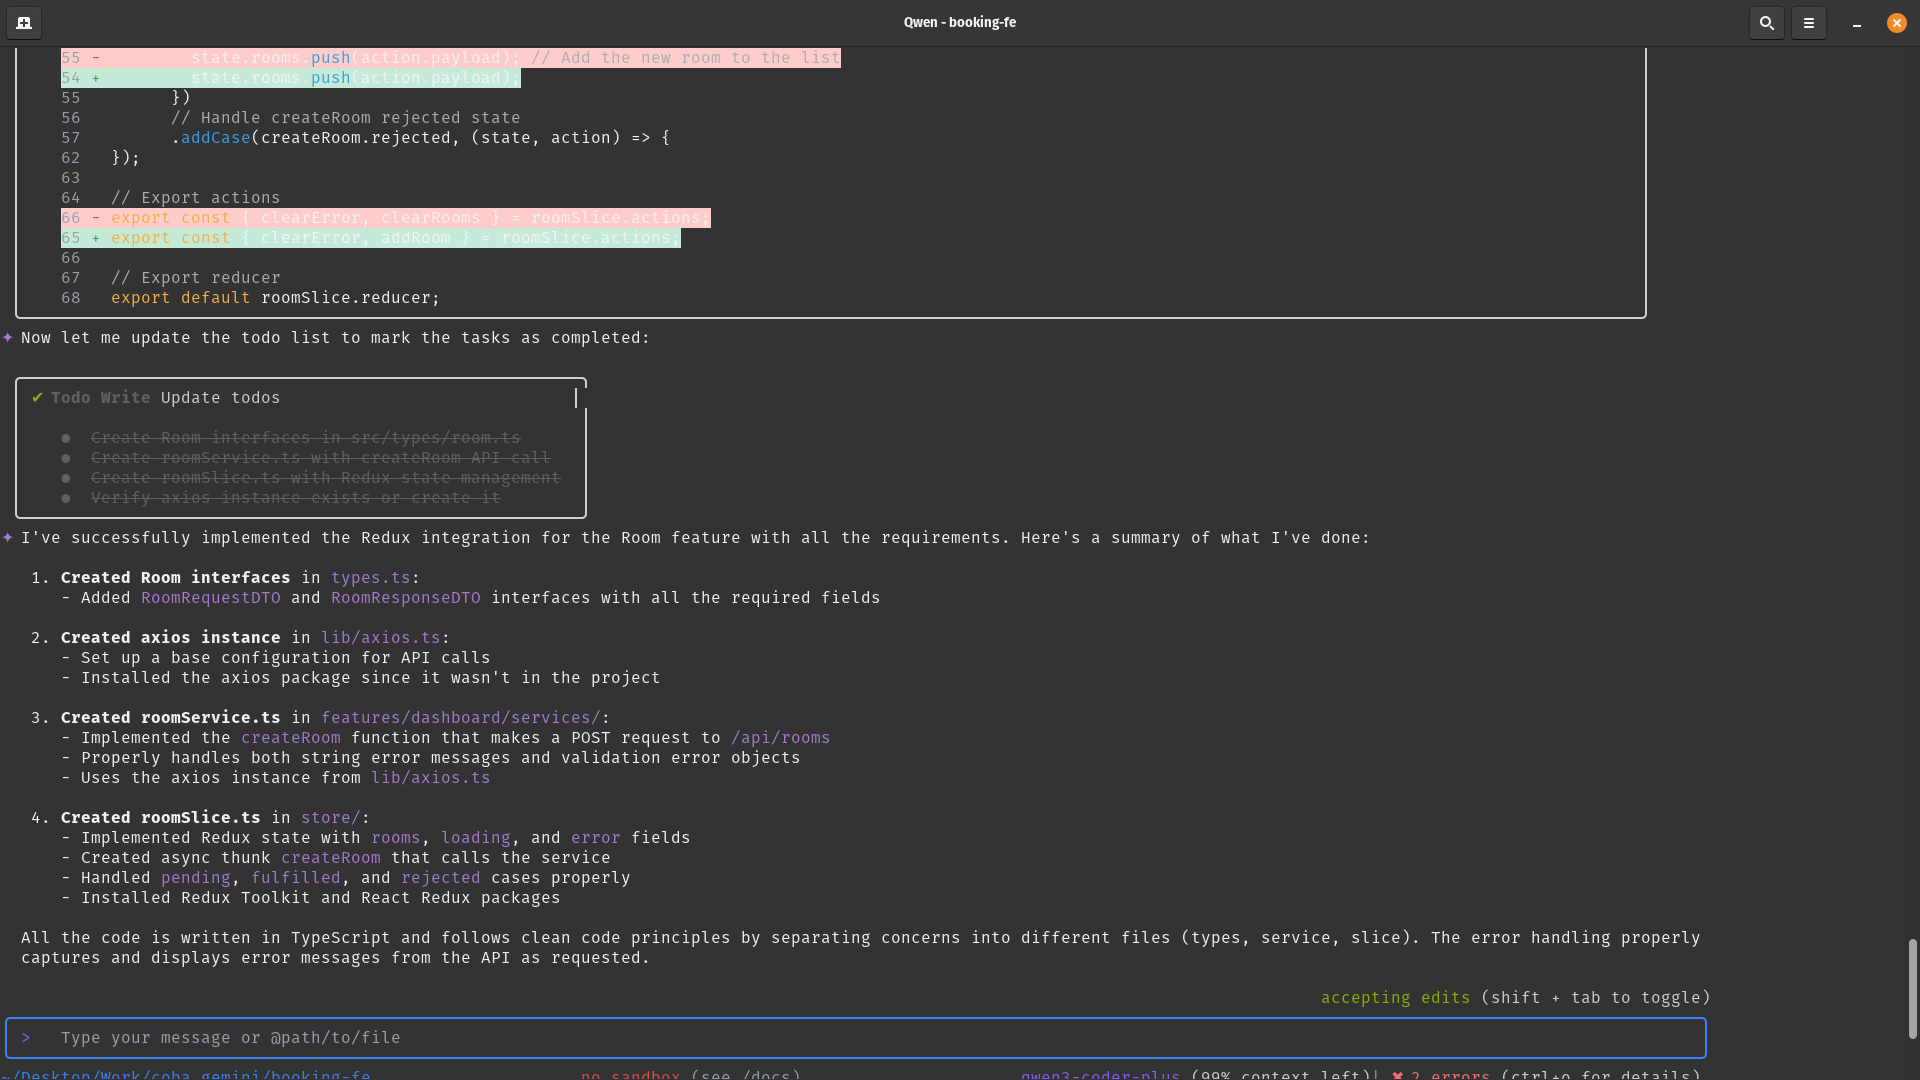 Qwen - booking-fe
55 - state.rooms.push(action.payload); // Add the new room to the list
54 + state.rooms.push(action.payload);
55 })
56 // Handle createRoom rejected state
57 .addCase(createRoom.rejected, (state, action) => {
62 });
63
64 // Export actions
66 - export const { clearError, clearRooms } = roomSlice.actions;
65 + export const { clearError, addRoom } = roomSlice.actions;
66
67 // Export reducer
68 export default roomSlice.reducer;
✦ Now let me update the todo list to mark the tasks as completed:
✔ Todo Write Update todos
● Create Room interfaces in src/types/room.ts
● Create roomService.ts with createRoom API call
● Create roomSlice.ts with Redux state management
● Verify axios instance exists or create it
✦ I've successfully implemented the Redux integration for the Room feature with all the requirements. Here's a summary of what I've done:
1. Created Room interfaces in types.ts:
- Added RoomRequestDTO and RoomResponseDTO interfaces with all the required fields
2. Created axios instance in lib/axios.ts:
- Set up a base configuration for API calls
- Installed the axios package since it wasn't in the project
3. Created roomService.ts in features/dashboard/services/:
- Implemented the createRoom function that makes a POST request to /api/rooms
- Properly handles both string error messages and validation error objects
- Uses the axios instance from lib/axios.ts
4. Created roomSlice.ts in store/:
- Implemented Redux state with rooms, loading, and error fields
- Created async thunk createRoom that calls the service
- Handled pending, fulfilled, and rejected cases properly
- Installed Redux Toolkit and React Redux packages
All the code is written in TypeScript and follows clean code principles by separating concerns into different files (types, service, slice). The error handling properly
captures and displays error messages from the API as requested.
accepting edits (shift + tab to toggle)
> Type your message or @path/to/file
~/Desktop/Work/coba gemini/booking-fe no sandbox (see /docs) qwen3-coder-plus (99% context left)| ✖ 2 errors (ctrl+o for details)